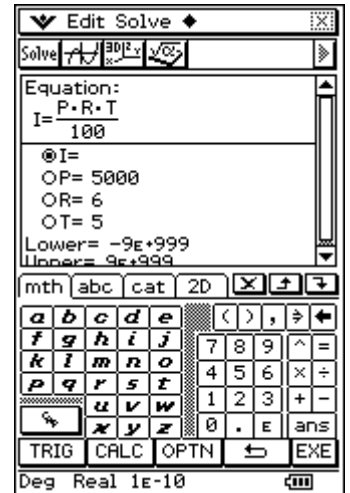 Edit Solve
Solve
Equation:
I= P·R·T
100
I=
P= 5000
R= 6
T= 5
Lower= -9E+999
Upper= 9E+999
mth abc cat 2D
a b c d e ( ) , ⇒ ←
f g h i j 7 8 9 ^ =
k l m n o 4 5 6 × ÷
p q r s t 1 2 3 + −
u v w x y z 0 . E ans
TRIG CALC OPTN EXE
Deg Real 1E-10